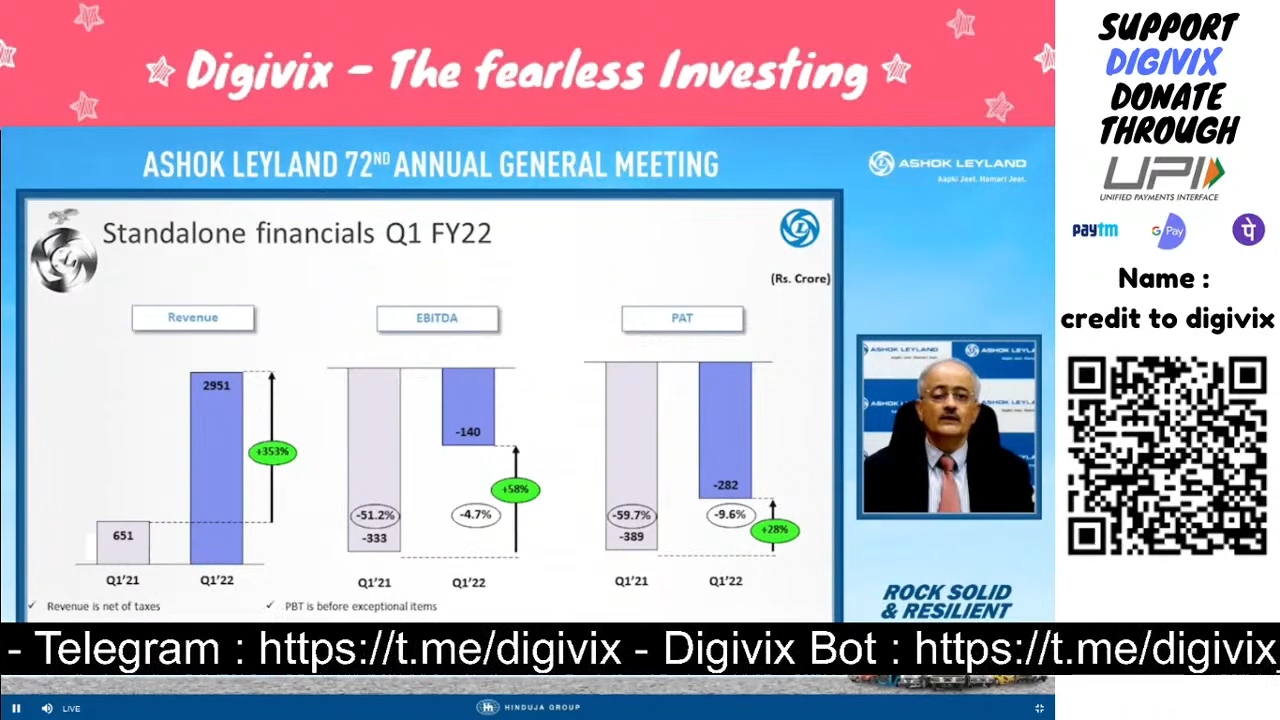 Digivix - The fearless Investing
SUPPORT
DIGIVIX
DONATE
THROUGH
UPI
UNIFIED PAYMENTS INTERFACE
paytm
G Pay
पे
Name :
credit to digivix
ASHOK LEYLAND 72ND ANNUAL GENERAL MEETING
ASHOK LEYLAND
Aapki Jeet. Hamari Jeet.
Standalone financials Q1 FY22
(Rs. Crore)
Revenue
EBITDA
PAT
2951
+353%
651
Q1'21
Q1'22
-140
+58%
-51.2%
-4.7%
-333
Q1'21
Q1'22
-282
-59.7%
-9.6%
+28%
-389
Q1'21
Q1'22
✓ Revenue is net of taxes
✓ PBT is before exceptional items
ASHOK LEYLAND
ROCK SOLID
& RESILIENT
- Telegram : https://t.me/digivix - Digivix Bot : https://t.me/digivix_
LIVE
HINDUJA GROUP